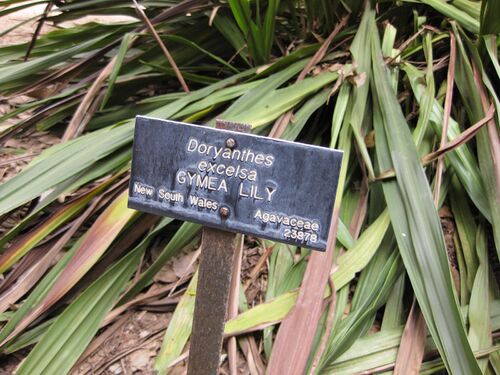 Doryanthes
excelsa
GYMEA LILY
New South Wales Agavaceae
23878